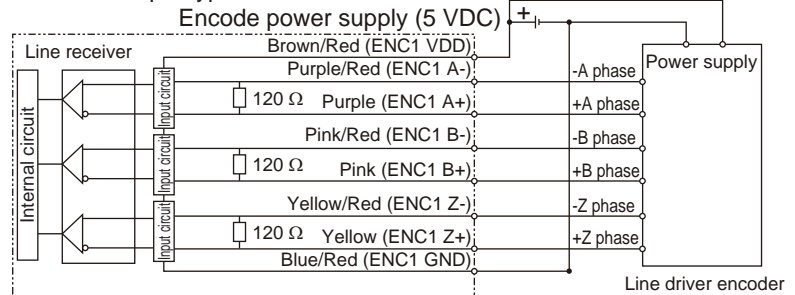 Encode power supply (5 VDC)
+
Line receiver
Brown/Red (ENC1 VDD)
Purple/Red (ENC1 A-)
-A phase
Power supply
Input circuit
120 Ω
Purple (ENC1 A+)
+A phase
Internal circuit
Pink/Red (ENC1 B-)
-B phase
Input circuit
120 Ω
Pink (ENC1 B+)
+B phase
Yellow/Red (ENC1 Z-)
-Z phase
Input circuit
120 Ω
Yellow (ENC1 Z+)
+Z phase
Blue/Red (ENC1 GND)
Line driver encoder